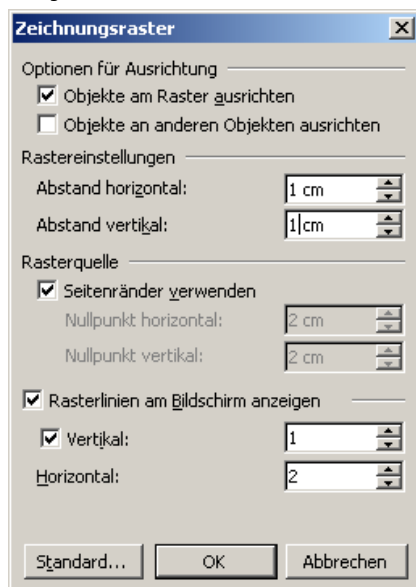 Zeichnungsraster
Optionen für Ausrichtung
Objekte am Raster ausrichten
Objekte an anderen Objekten ausrichten
Rastereinstellungen
Abstand horizontal: 1 cm
Abstand vertikal: 1 cm
Rasterquelle
Seitenränder verwenden
Nullpunkt horizontal: 2 cm
Nullpunkt vertikal: 2 cm
Rasterlinien am Bildschirm anzeigen
Vertikal: 1
Horizontal: 2
Standard... OK Abbrechen